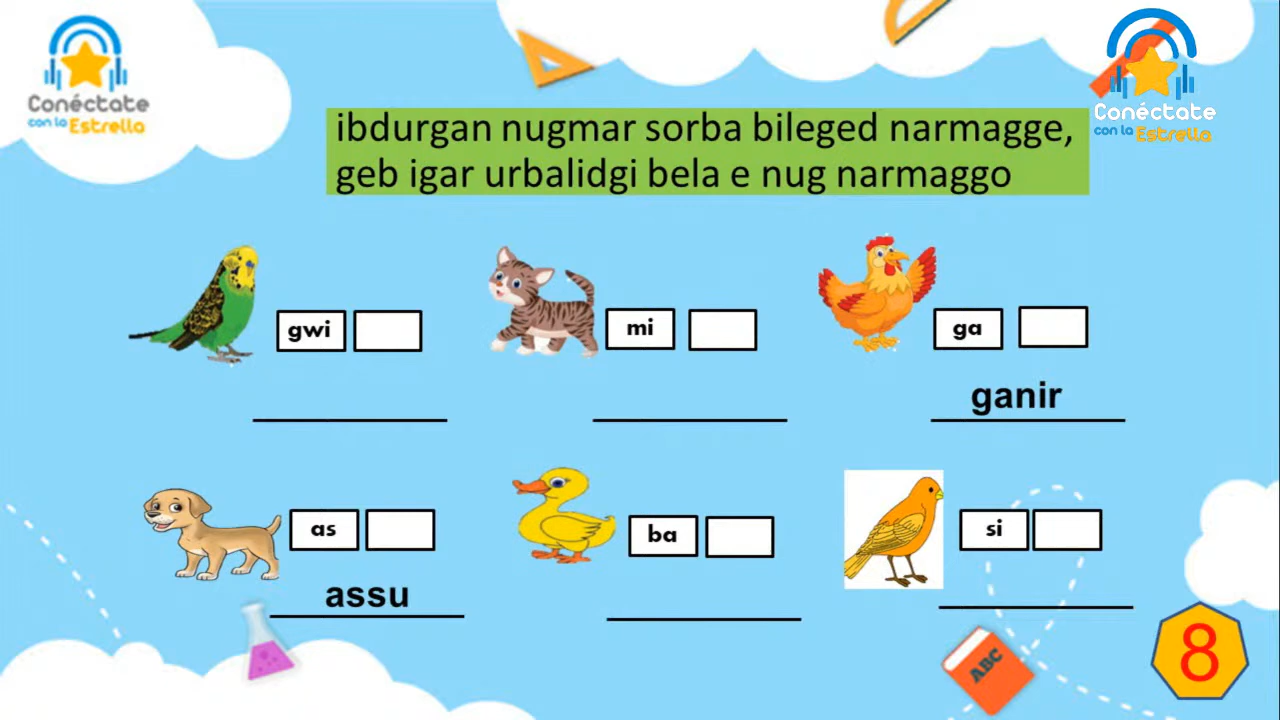 Conéctate
con la Estrella
Conéctate
con la Estrella
ibdurgan nugmar sorba bileged narmagge,
geb igar urbalidgi bela e nug narmaggo
gwi
mi
ga
ganir
as
ba
si
assu
ABC
8